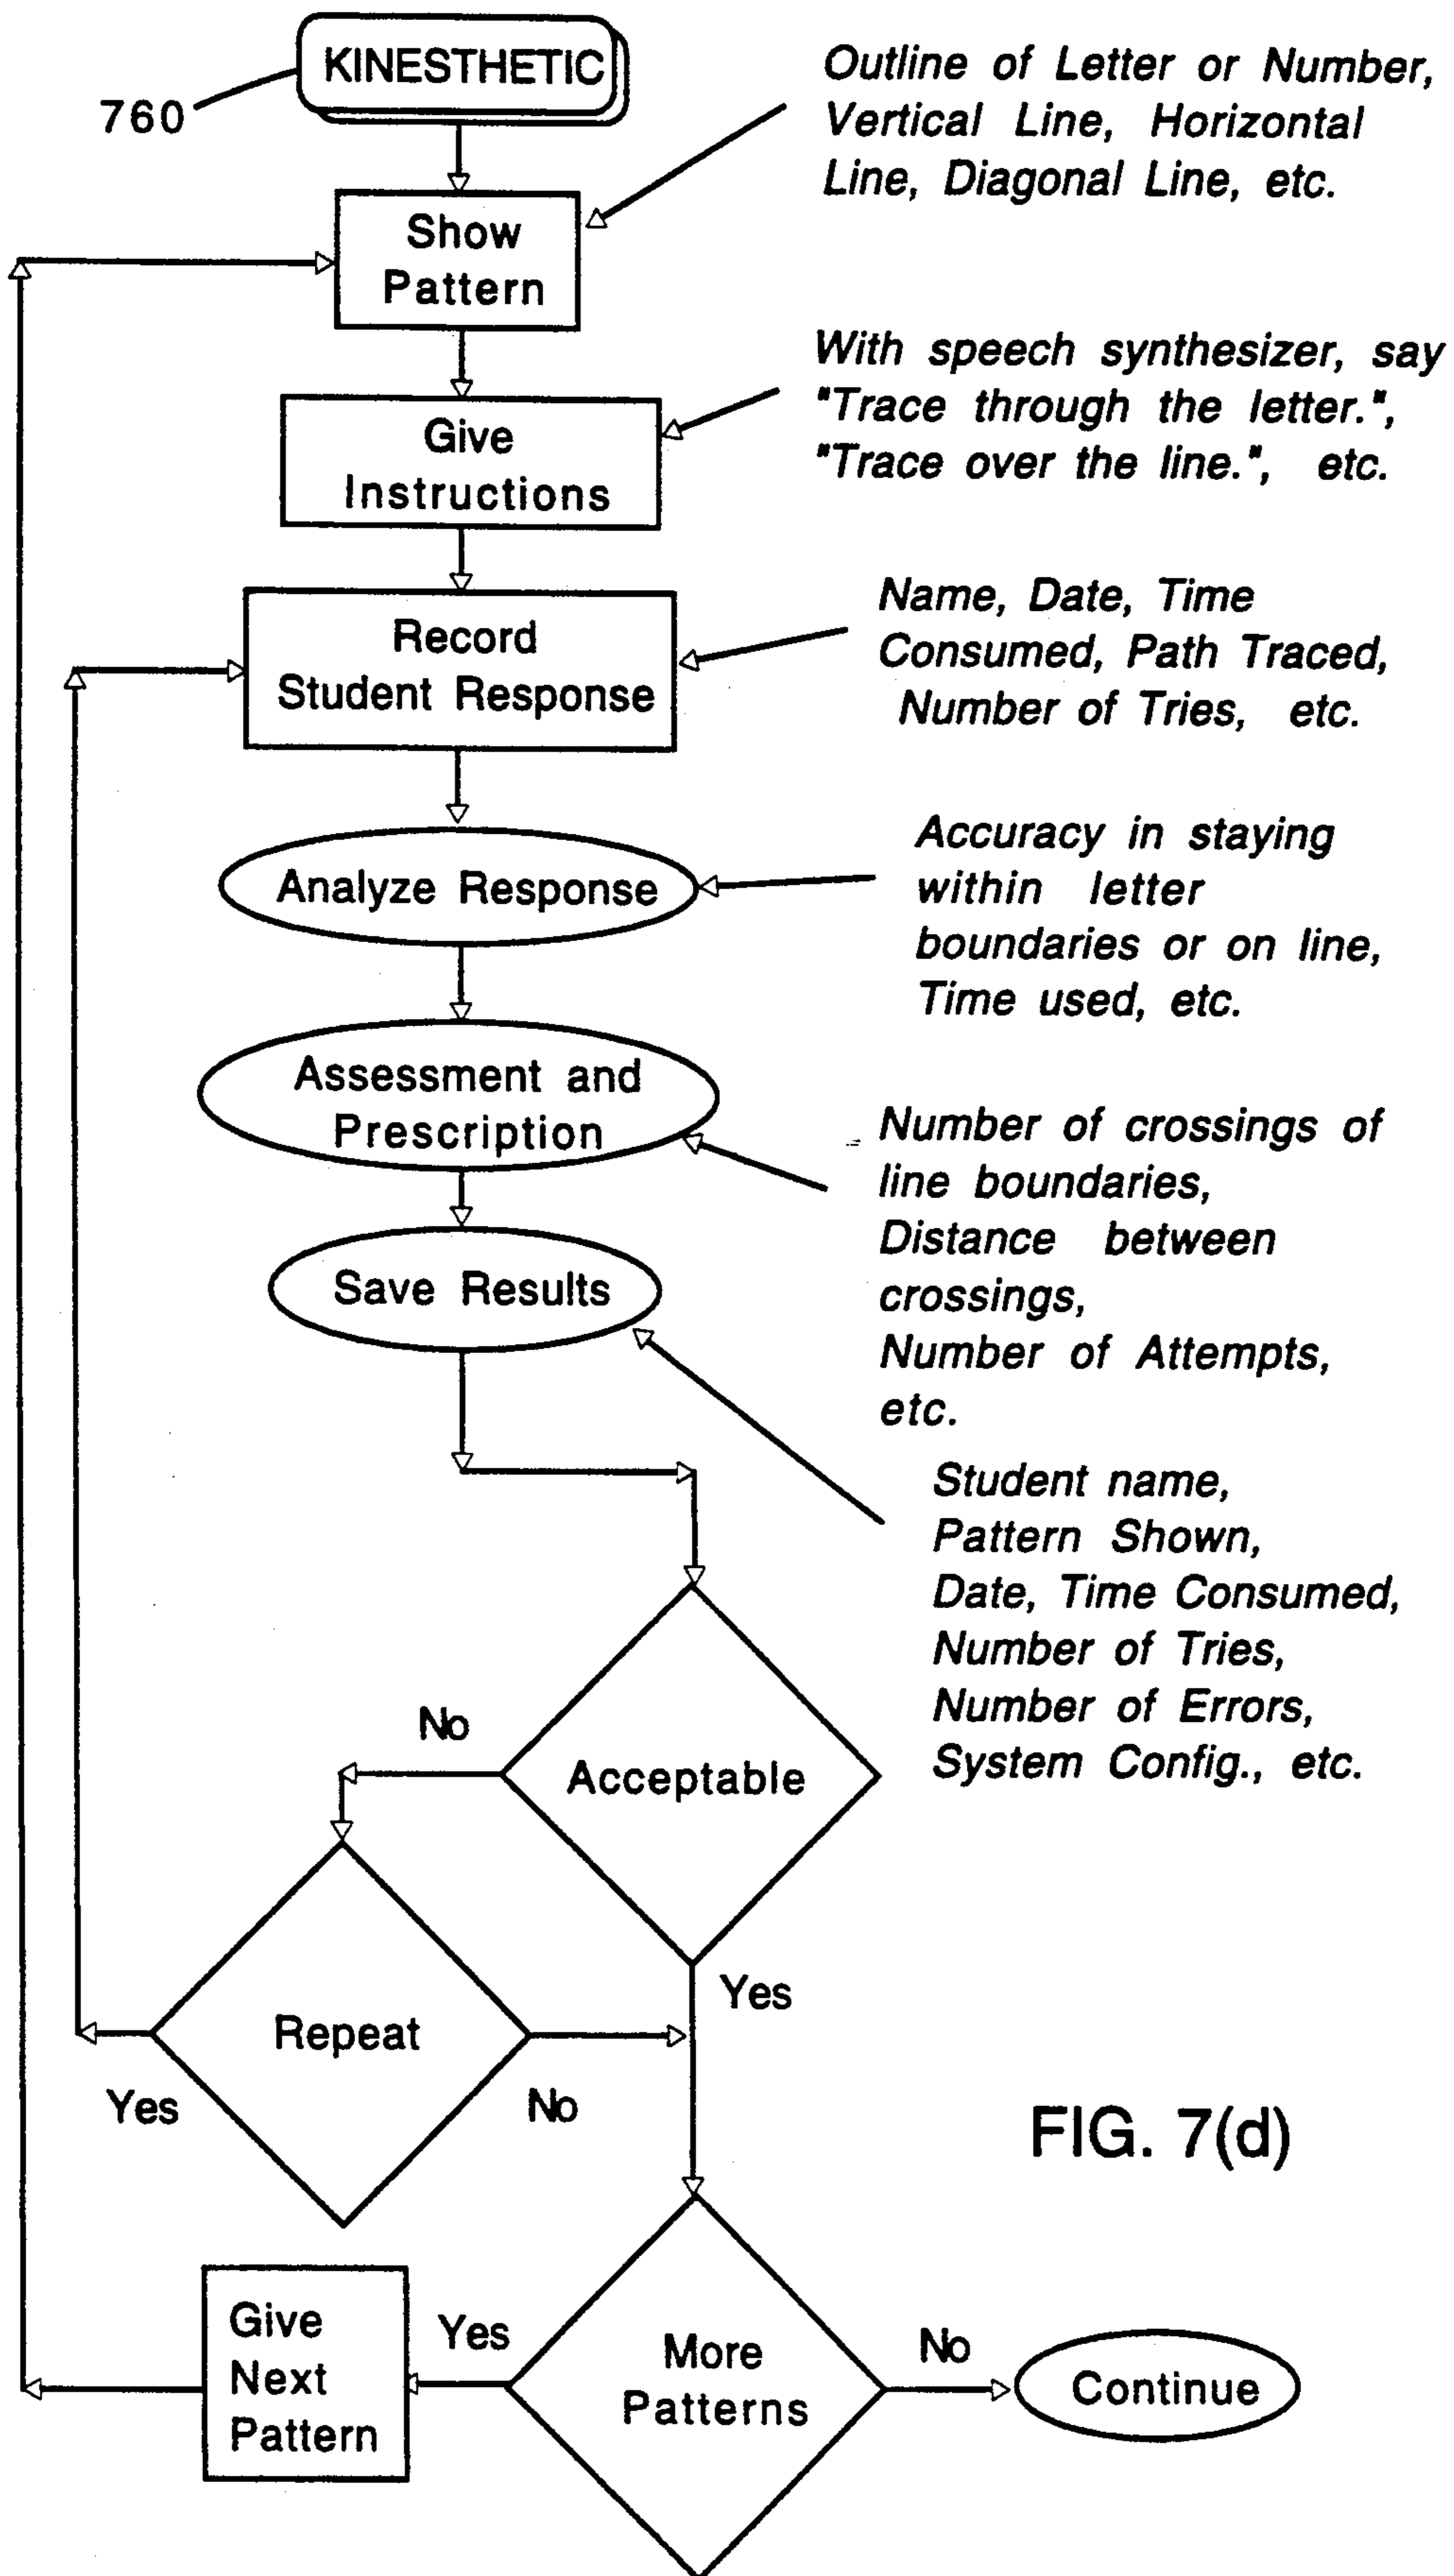 KINESTHETIC
760
Outline of Letter or Number,
Vertical Line, Horizontal
Line, Diagonal Line, etc.
Show
Pattern
With speech synthesizer, say
"Trace through the letter.",
"Trace over the line.", etc.
Give
Instructions
Name, Date, Time
Consumed, Path Traced,
Number of Tries, etc.
Record
Student Response
Accuracy in staying
within letter
boundaries or on line,
Time used, etc.
Analyze Response
Assessment and
Prescription
Number of crossings of
line boundaries,
Distance between
crossings,
Number of Attempts,
etc.
Save Results
Student name,
Pattern Shown,
Date, Time Consumed,
Number of Tries,
Number of Errors,
System Config., etc.
No
Acceptable
Yes
Repeat
Yes
No
FIG. 7(d)
Give
Next
Pattern
Yes
More
Patterns
No
Continue